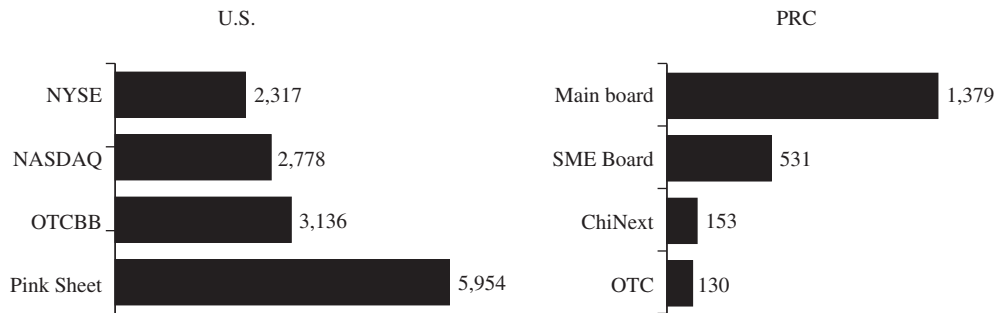 U.S.
NYSE 2,317
NASDAQ 2,778
OTCBB 3,136
Pink Sheet 5,954
PRC
Main board 1,379
SME Board 531
ChiNext 153
OTC 130